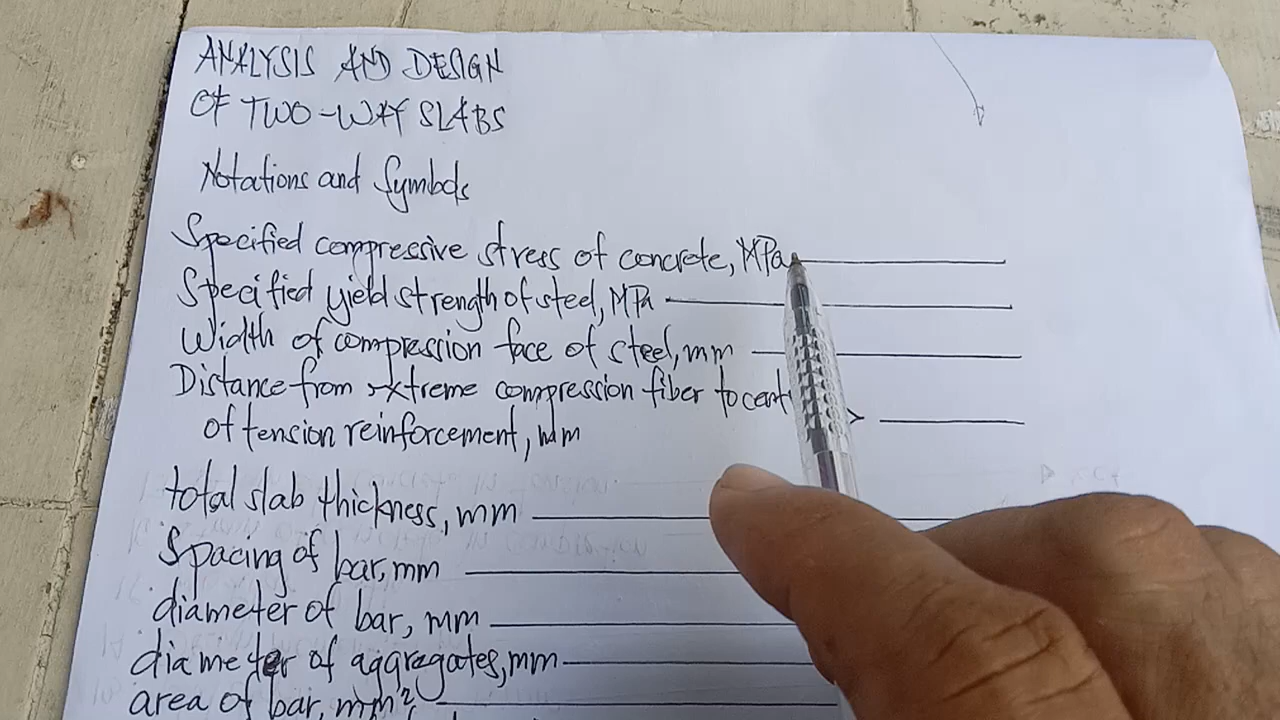 ANALYSIS AND DESIGN
OF TWO-WAY SLABS
Notations and Symbols
Specified compressive stress of concrete, MPa
Specified yield strength of steel, MPa
Width of compression face of steel, mm
Distance from extreme compression fiber to cent
of tension reinforcement, mm
total slab thickness, mm
Spacing of bar, mm
diameter of bar, mm
diameter of aggregates, mm
area of bar, mm²